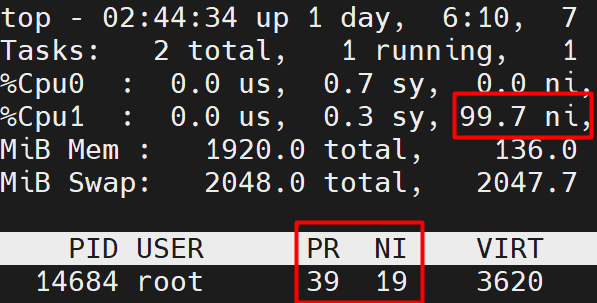 top - 02:44:34 up 1 day,  6:10,  7
Tasks:   2 total,   1 running,   1
%Cpu0  :  0.0 us,  0.7 sy,  0.0 ni,
%Cpu1  :  0.0 us,  0.3 sy, 99.7 ni,
MiB Mem :   1920.0 total,    136.0
MiB Swap:   2048.0 total,   2047.7
PID USER      PR  NI    VIRT
14684 root      39  19    3620